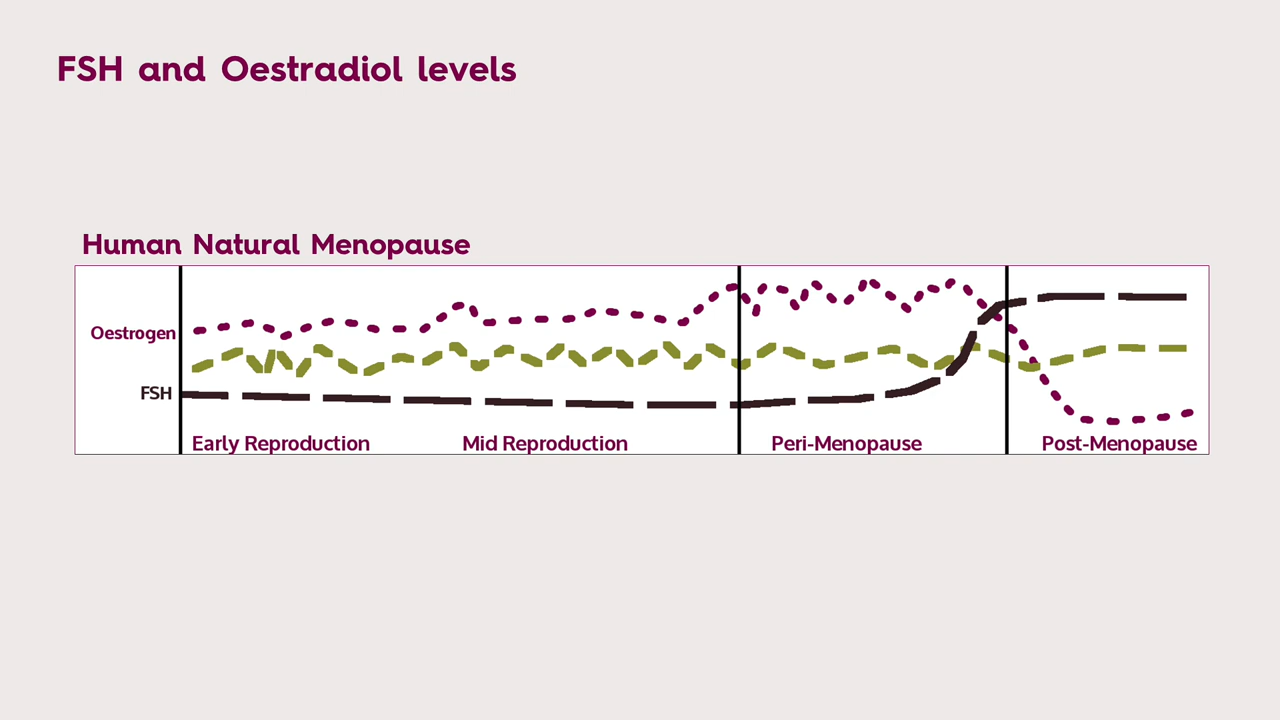 FSH and Oestradiol levels
Human Natural Menopause
Oestrogen
FSH
Early Reproduction
Mid Reproduction
Peri-Menopause
Post-Menopause